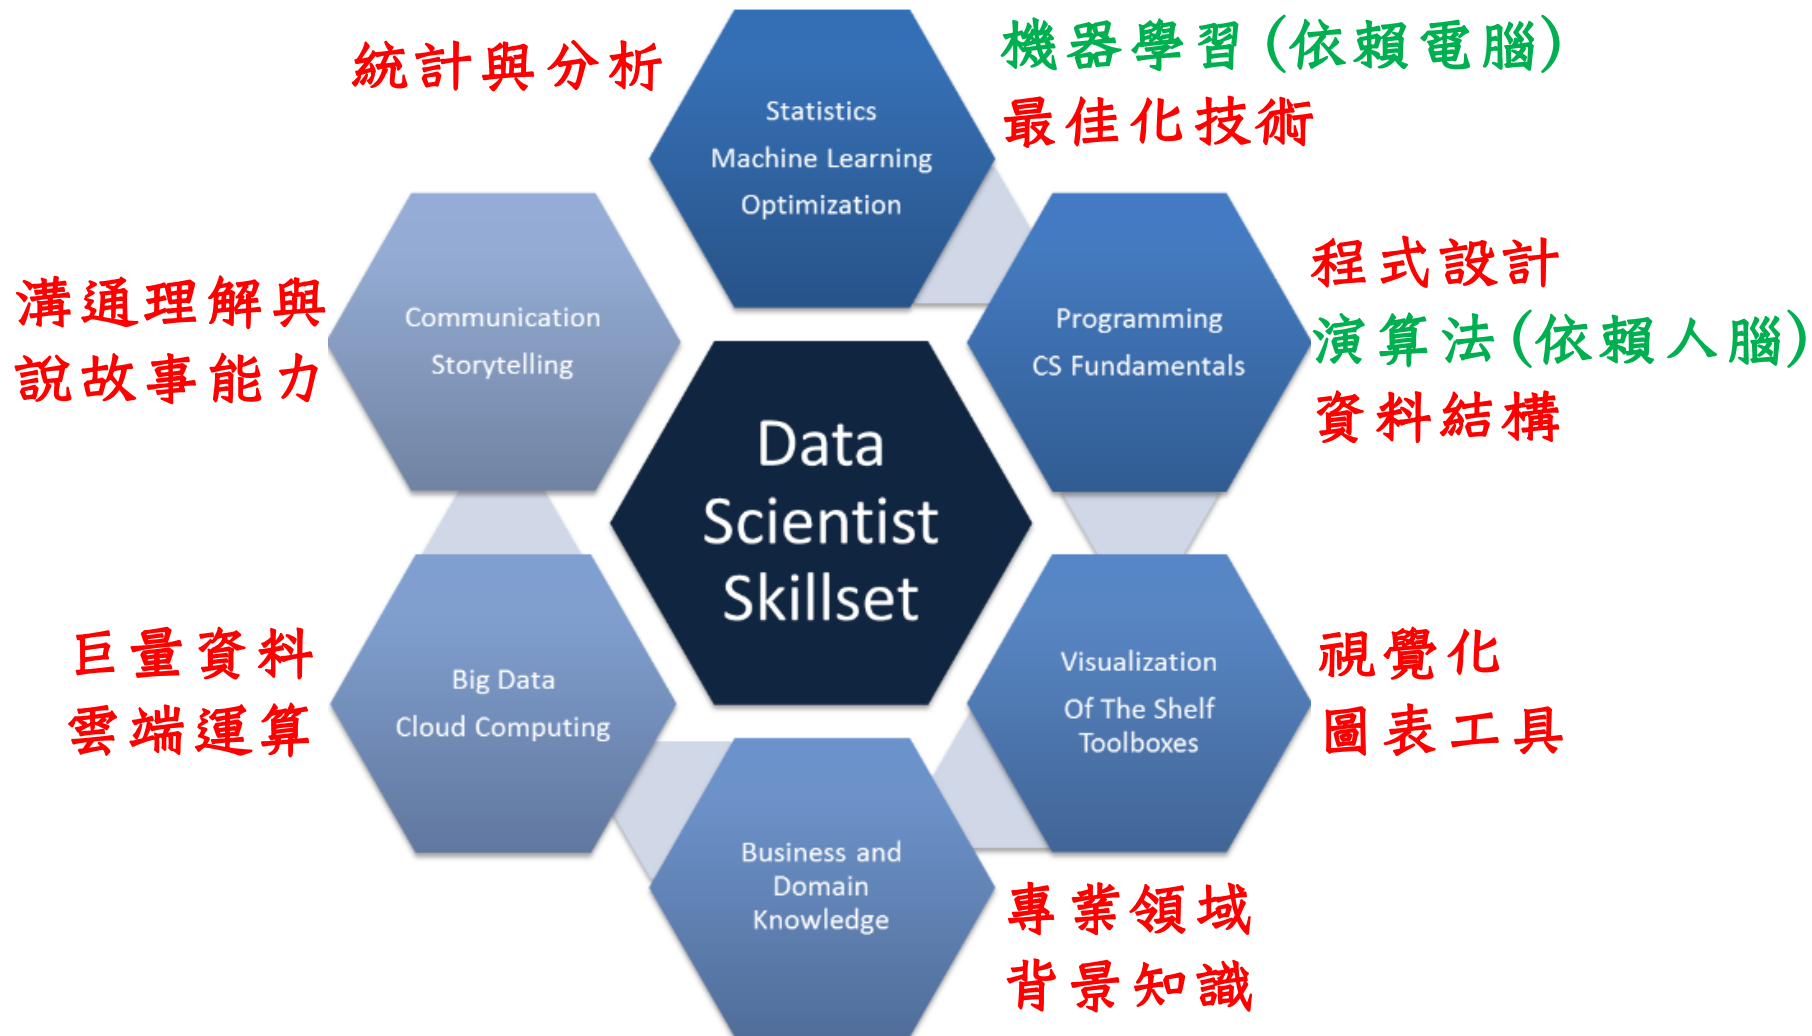 統計與分析
機器學習(依賴電腦)
最佳化技術
Statistics
Machine Learning
Optimization
溝通理解與
說故事能力
Communication
Storytelling
Programming
CS Fundamentals
程式設計
演算法(依賴人腦)
資料結構
Data
Scientist
Skillset
巨量資料
雲端運算
Big Data
Cloud Computing
Visualization
Of The Shelf
Toolboxes
視覺化
圖表工具
Business and
Domain
Knowledge
專業領域
背景知識